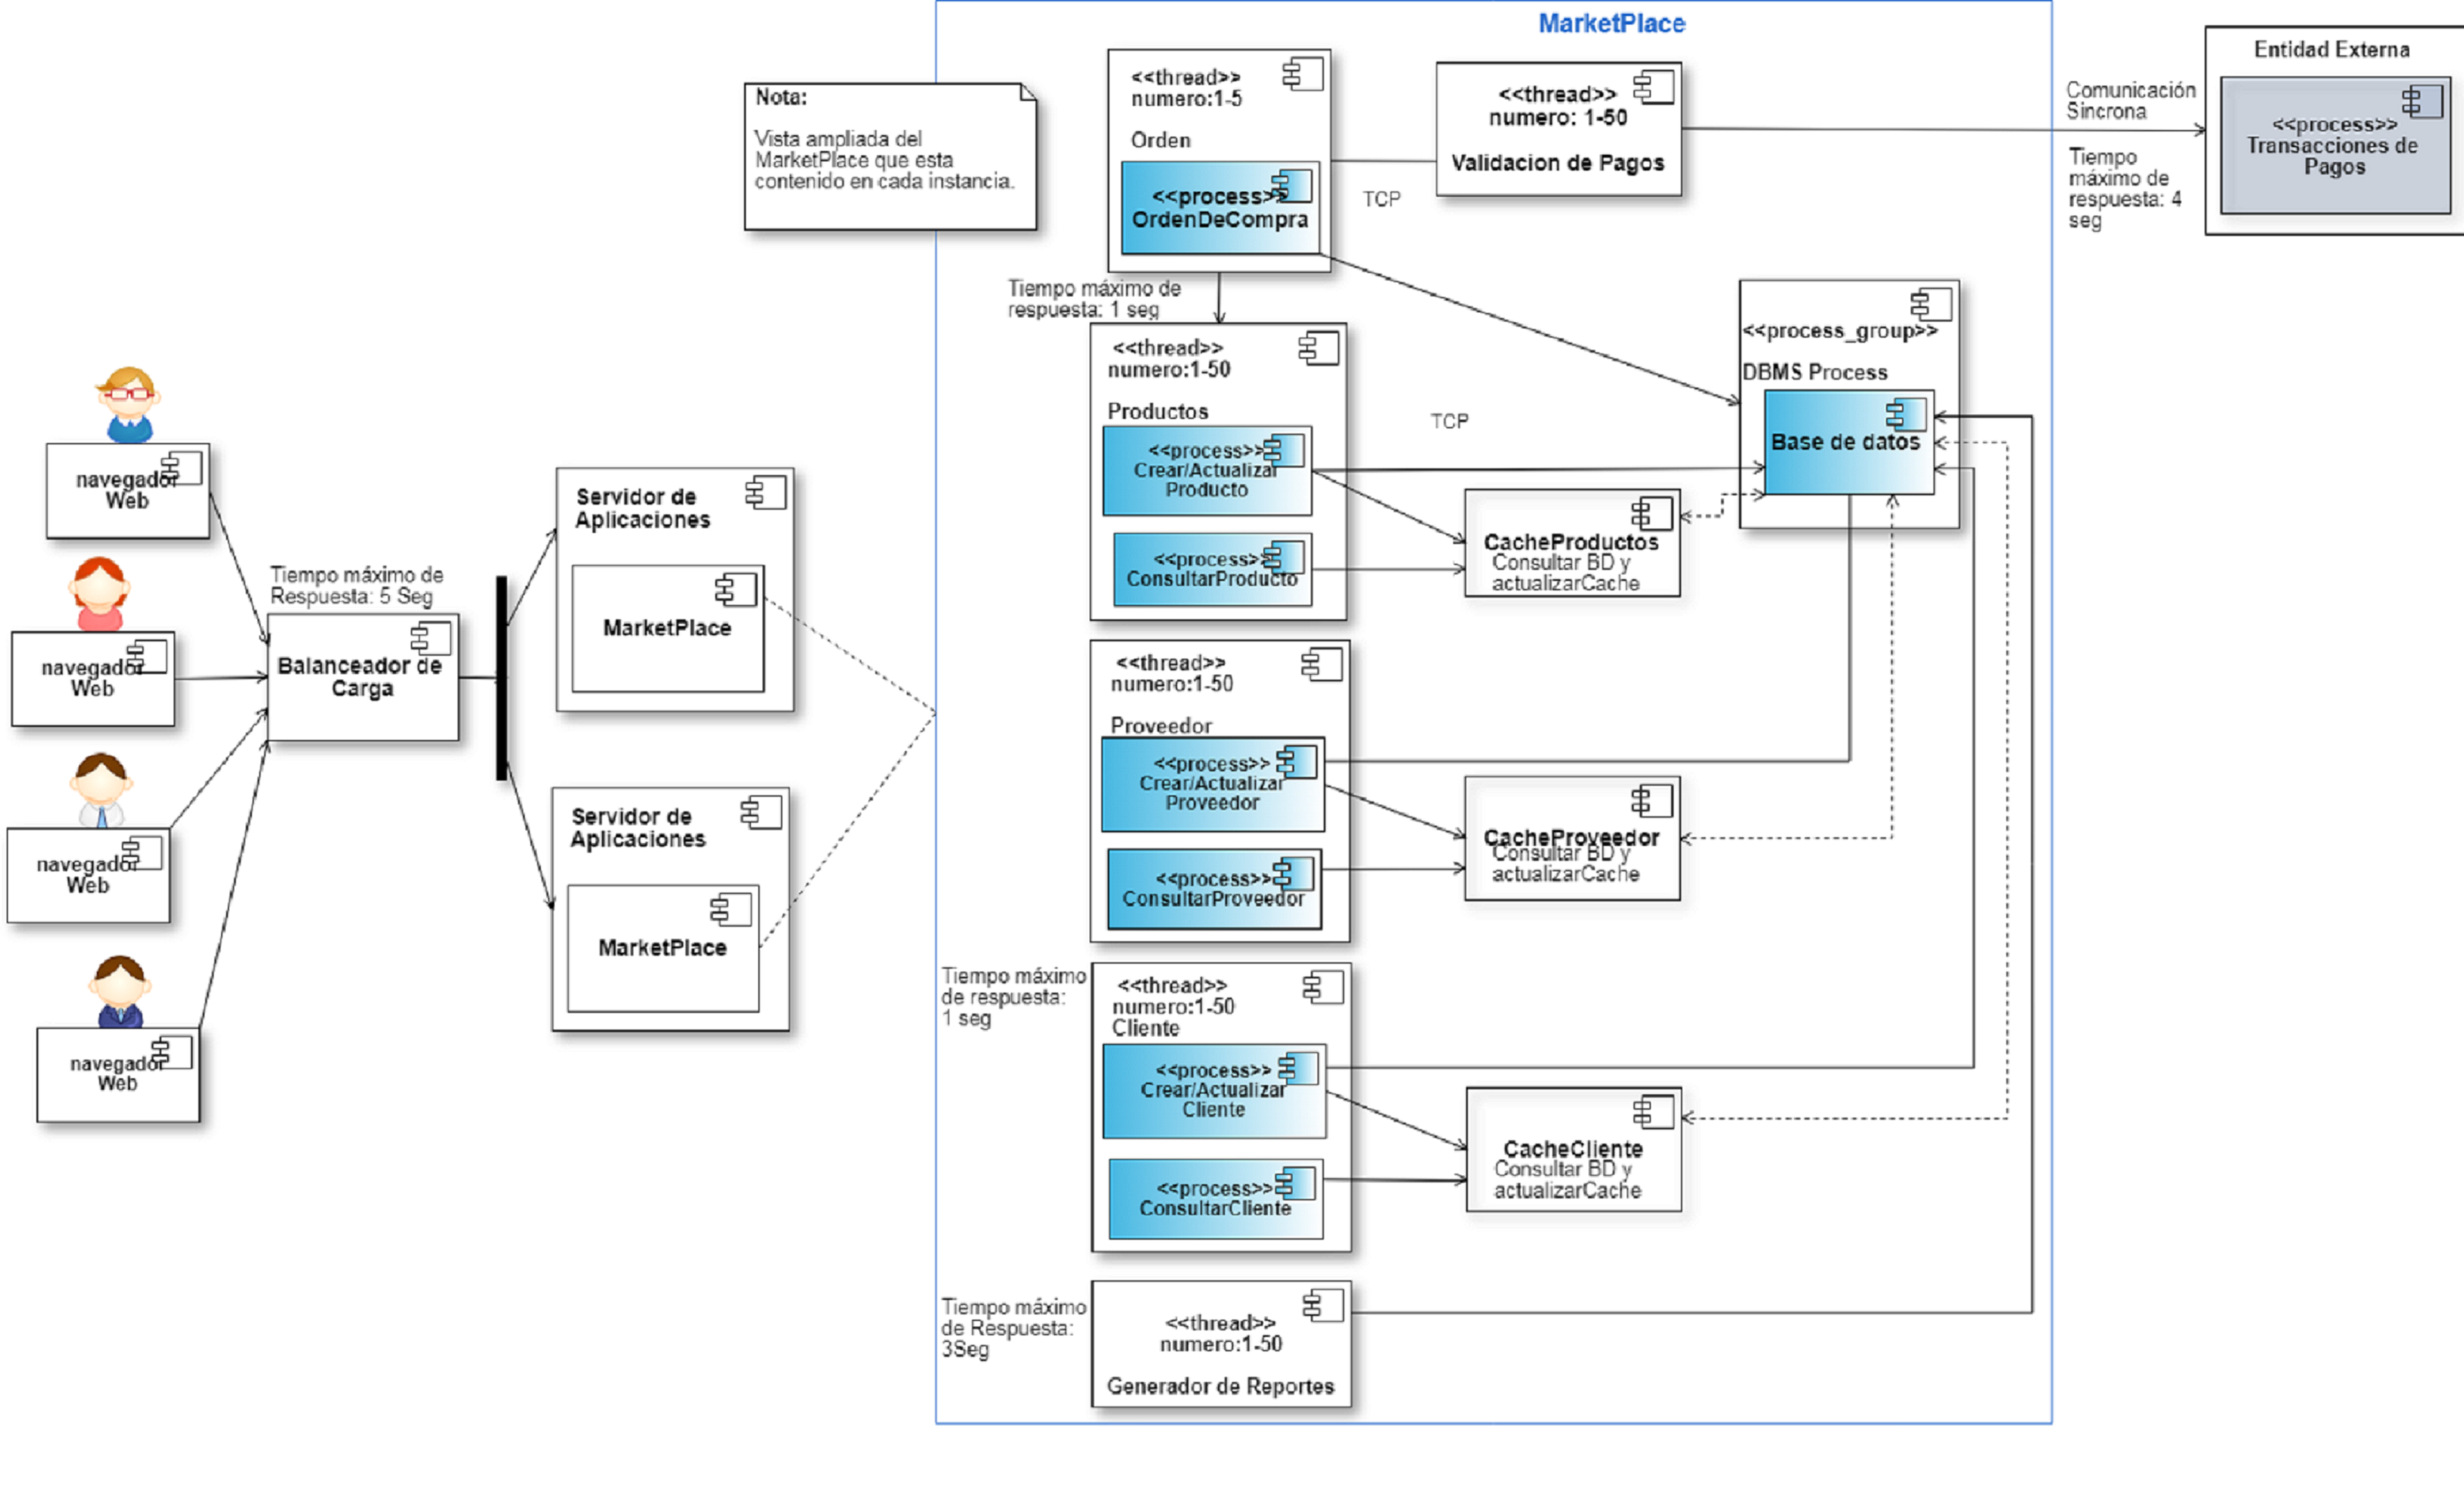 MarketPlace
Nota:
Vista ampliada del
MarketPlace que esta
contenido en cada instancia.
<<thread>>
numero:1-5
Orden
<<process>>
OrdenDeCompra
TCP
<<thread>>
numero: 1-50
Validacion de Pagos
Comunicación
Sincrona
Tiempo
máximo de
respuesta: 4
seg
Entidad Externa
<<process>>
Transacciones de
Pagos
Tiempo máximo de
respuesta: 1 seg
<<thread>>
numero:1-50
Productos
<<process>>
Crear/Actualizar
Producto
<<process>>
ConsultarProducto
TCP
<<process_group>>
DBMS Process
Base de datos
CacheProductos
Consultar BD y
actualizarCache
navegador
Web
navegador
Web
navegador
Web
navegador
Web
Tiempo máximo de
Respuesta: 5 Seg
Balanceador de
Carga
Servidor de
Aplicaciones
MarketPlace
Servidor de
Aplicaciones
MarketPlace
<<thread>>
numero:1-50
Proveedor
<<process>>
Crear/Actualizar
Proveedor
<<process>>
ConsultarProveedor
CacheProveedor
Consultar BD y
actualizarCache
Tiempo máximo
de respuesta:
1 seg
<<thread>>
numero:1-50
Cliente
<<process>>
Crear/Actualizar
Cliente
<<process>>
ConsultarCliente
CacheCliente
Consultar BD y
actualizarCache
Tiempo máximo
de Respuesta:
3Seg
<<thread>>
numero:1-50
Generador de Reportes